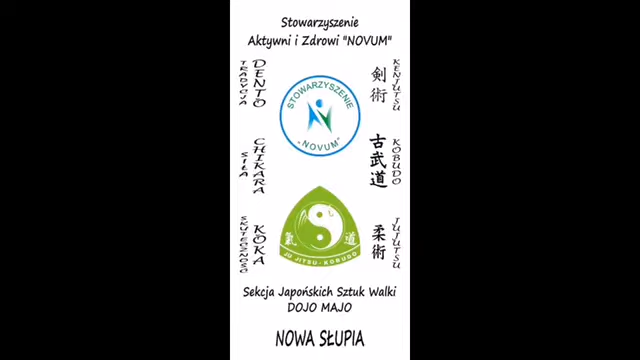 Stowarzyszenie
Aktywni i Zdrowi "NOVUM"
TRADYCJA
DENTO
STOWARZYSZENIE
"NOVUM"
剣術
KENJUTSU
SIŁA
CHIKARA
古武道
KOBUDO
SKUTECZNOŚĆ
KOKA
氣 道
JU JITSU - KOBUDO
柔術
JUJUTSU
Sekcja Japońskich Sztuk Walki
DOJO MAJO
NOWA SŁUPIA